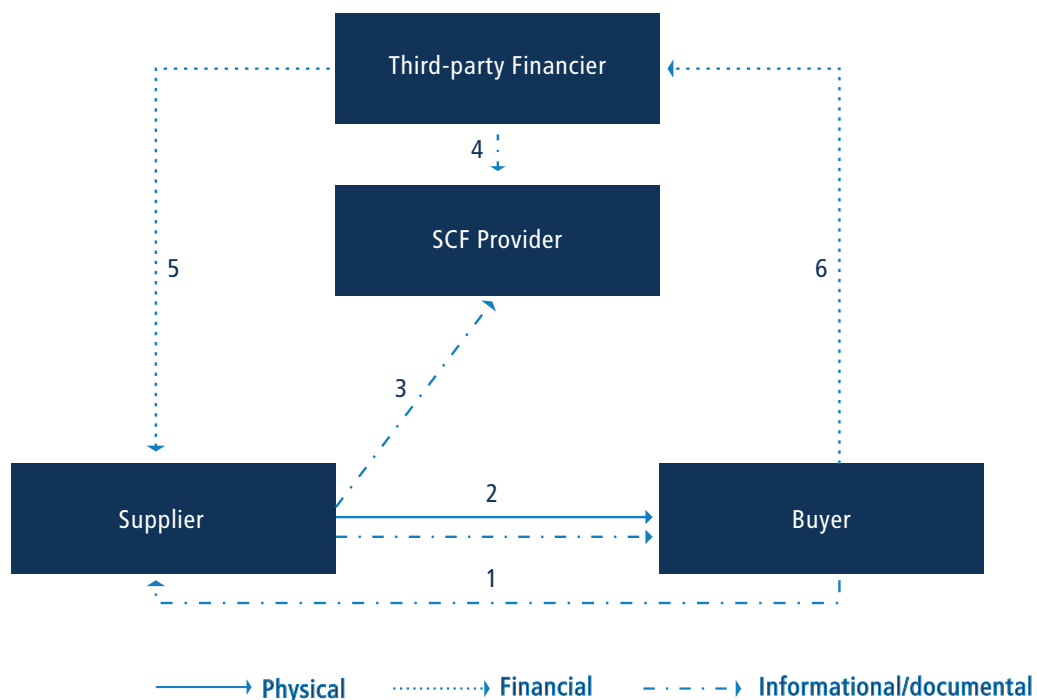 Third-party Financier
4
SCF Provider
5
6
3
2
Supplier
Buyer
1
Physical
Financial
Informational/documental